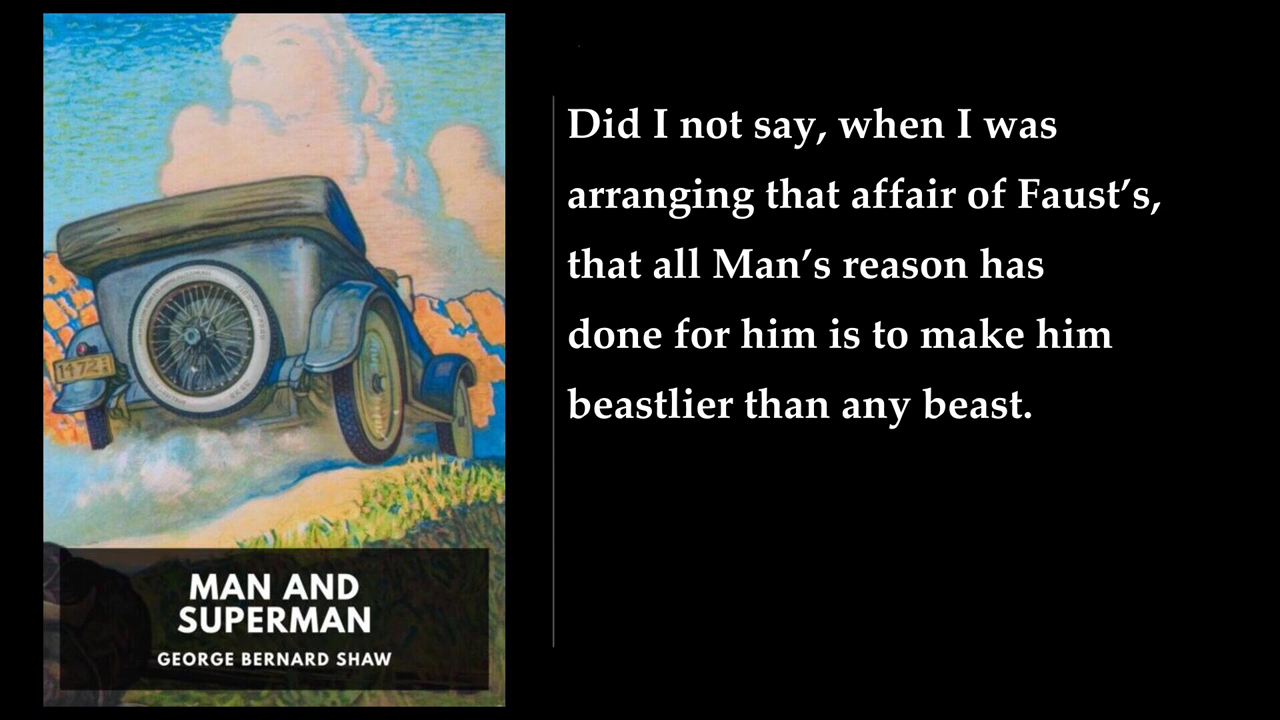 Did I not say, when I was
arranging that affair of Faust’s,
that all Man’s reason has
done for him is to make him
beastlier than any beast.
1472
MAN AND
SUPERMAN
GEORGE BERNARD SHAW